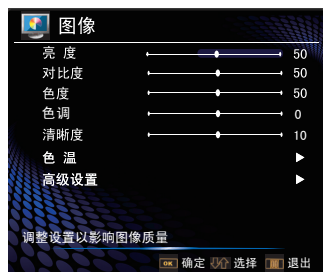 图像
亮 度 50
对比度 50
色度 50
色调 0
清晰度 10
色 温
高级设置
调整设置以影响图像质量
OK 确定 选择 退出